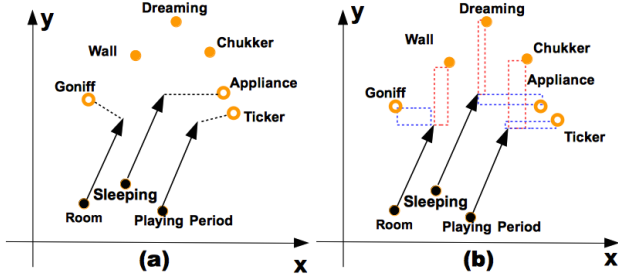 y
Dreaming
Wall
Chukker
Goniff
Appliance
Ticker
Sleeping
Room
Playing Period
(a)
x
y
Dreaming
Wall
Chukker
Goniff
Appliance
Ticker
Sleeping
Room
Playing Period
(b)
x